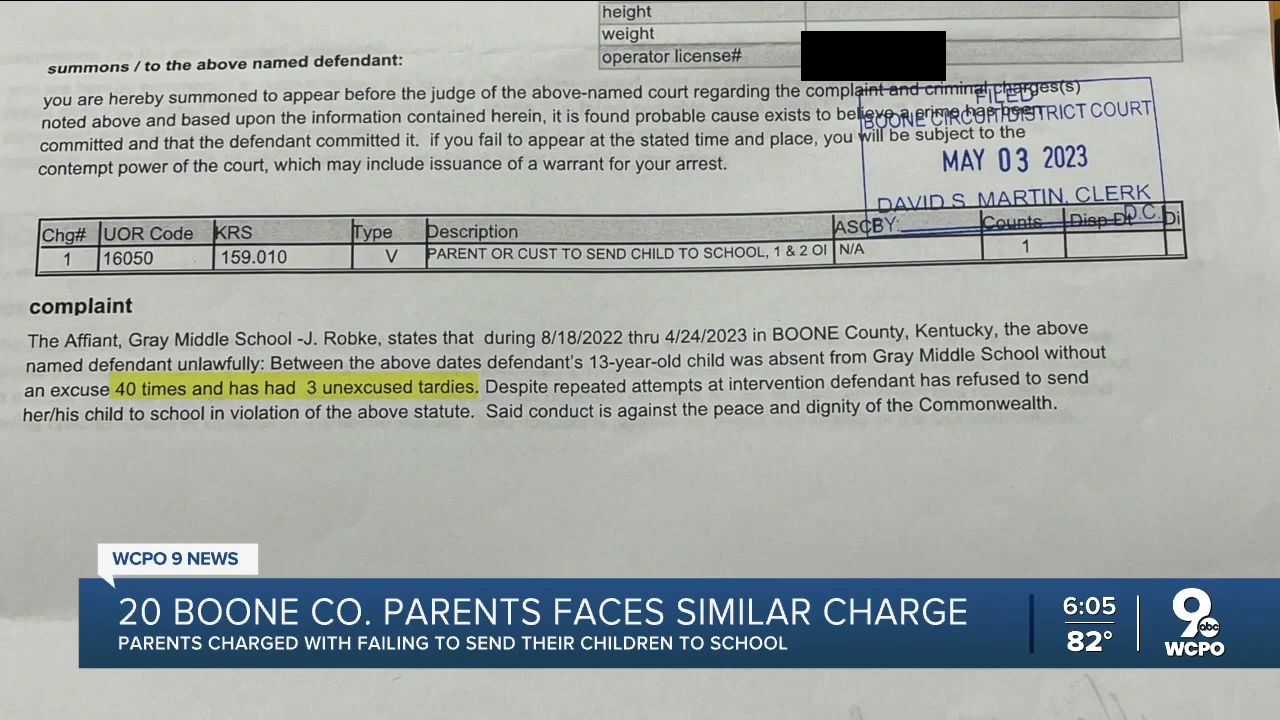 height
weight
operator license#
summons / to the above named defendant:
you are hereby summoned to appear before the judge of the above-named court regarding the complaint and criminal charges(s)
noted above and based upon the information contained herein, it is found probable cause exists to believe a crime has been
committed and that the defendant committed it. if you fail to appear at the stated time and place, you will be subject to the
contempt power of the court, which may include issuance of a warrant for your arrest.
FILED
BOONE CIRCUIT/DISTRICT COURT
MAY 03 2023
DAVID S. MARTIN, CLERK
BY: D.C.
Chg# UOR Code KRS Type Description ASC Counts Disp Dt Di
1 16050 159.010 V PARENT OR CUST TO SEND CHILD TO SCHOOL, 1 & 2 OI N/A 1
complaint
The Affiant, Gray Middle School -J. Robke, states that during 8/18/2022 thru 4/24/2023 in BOONE County, Kentucky, the above
named defendant unlawfully: Between the above dates defendant's 13-year-old child was absent from Gray Middle School without
an excuse 40 times and has had 3 unexcused tardies. Despite repeated attempts at intervention defendant has refused to send
her/his child to school in violation of the above statute. Said conduct is against the peace and dignity of the Commonwealth.
WCPO 9 NEWS
20 BOONE CO. PARENTS FACES SIMILAR CHARGE
PARENTS CHARGED WITH FAILING TO SEND THEIR CHILDREN TO SCHOOL
6:05
82°
9 abc
WCPO